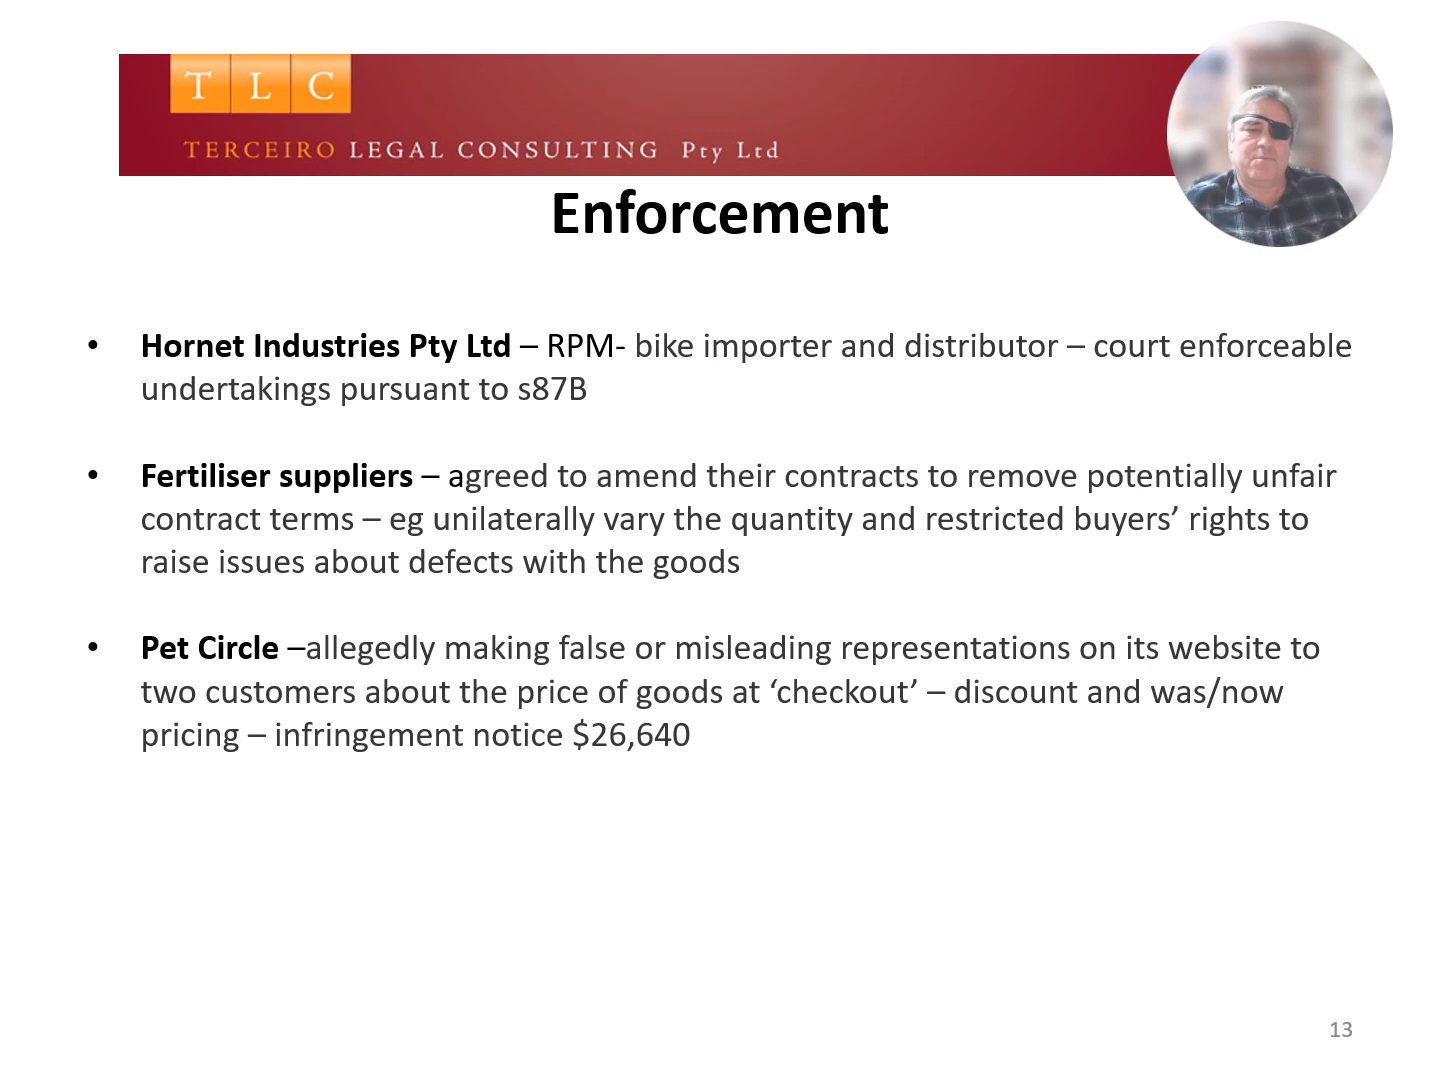 T L C
TERCEIRO LEGAL CONSULTING Pty Ltd
Enforcement
• Hornet Industries Pty Ltd – RPM- bike importer and distributor – court enforceable
undertakings pursuant to s87B
• Fertiliser suppliers – agreed to amend their contracts to remove potentially unfair
contract terms – eg unilaterally vary the quantity and restricted buyers’ rights to
raise issues about defects with the goods
• Pet Circle –allegedly making false or misleading representations on its website to
two customers about the price of goods at ‘checkout’ – discount and was/now
pricing – infringement notice $26,640
13